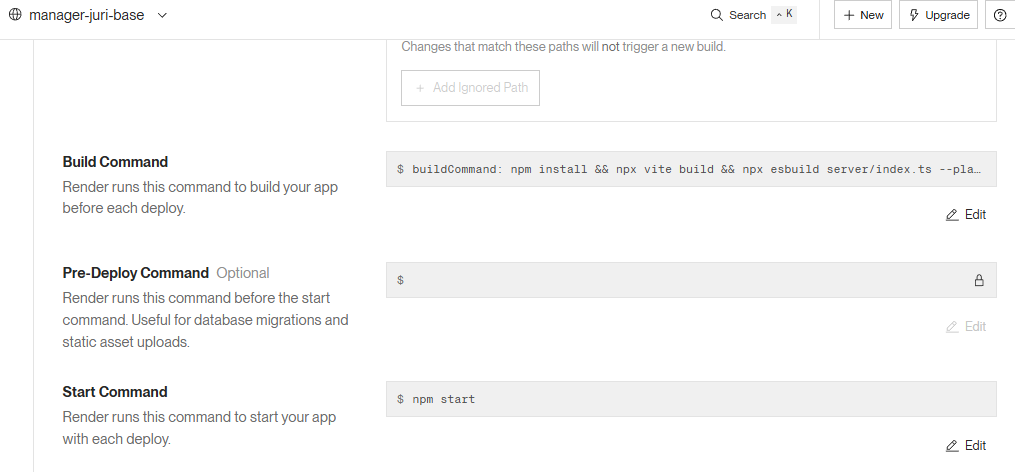 manager-juri-base
Search ^ K
+ New
Upgrade
Changes that match these paths will not trigger a new build.
+ Add Ignored Path
Build Command
Render runs this command to build your app
before each deploy.
$ buildCommand: npm install && npx vite build && npx esbuild server/index.ts --pla…
Edit
Pre-Deploy Command Optional
Render runs this command before the start
command. Useful for database migrations and
static asset uploads.
$
Edit
Start Command
Render runs this command to start your app
with each deploy.
$ npm start
Edit